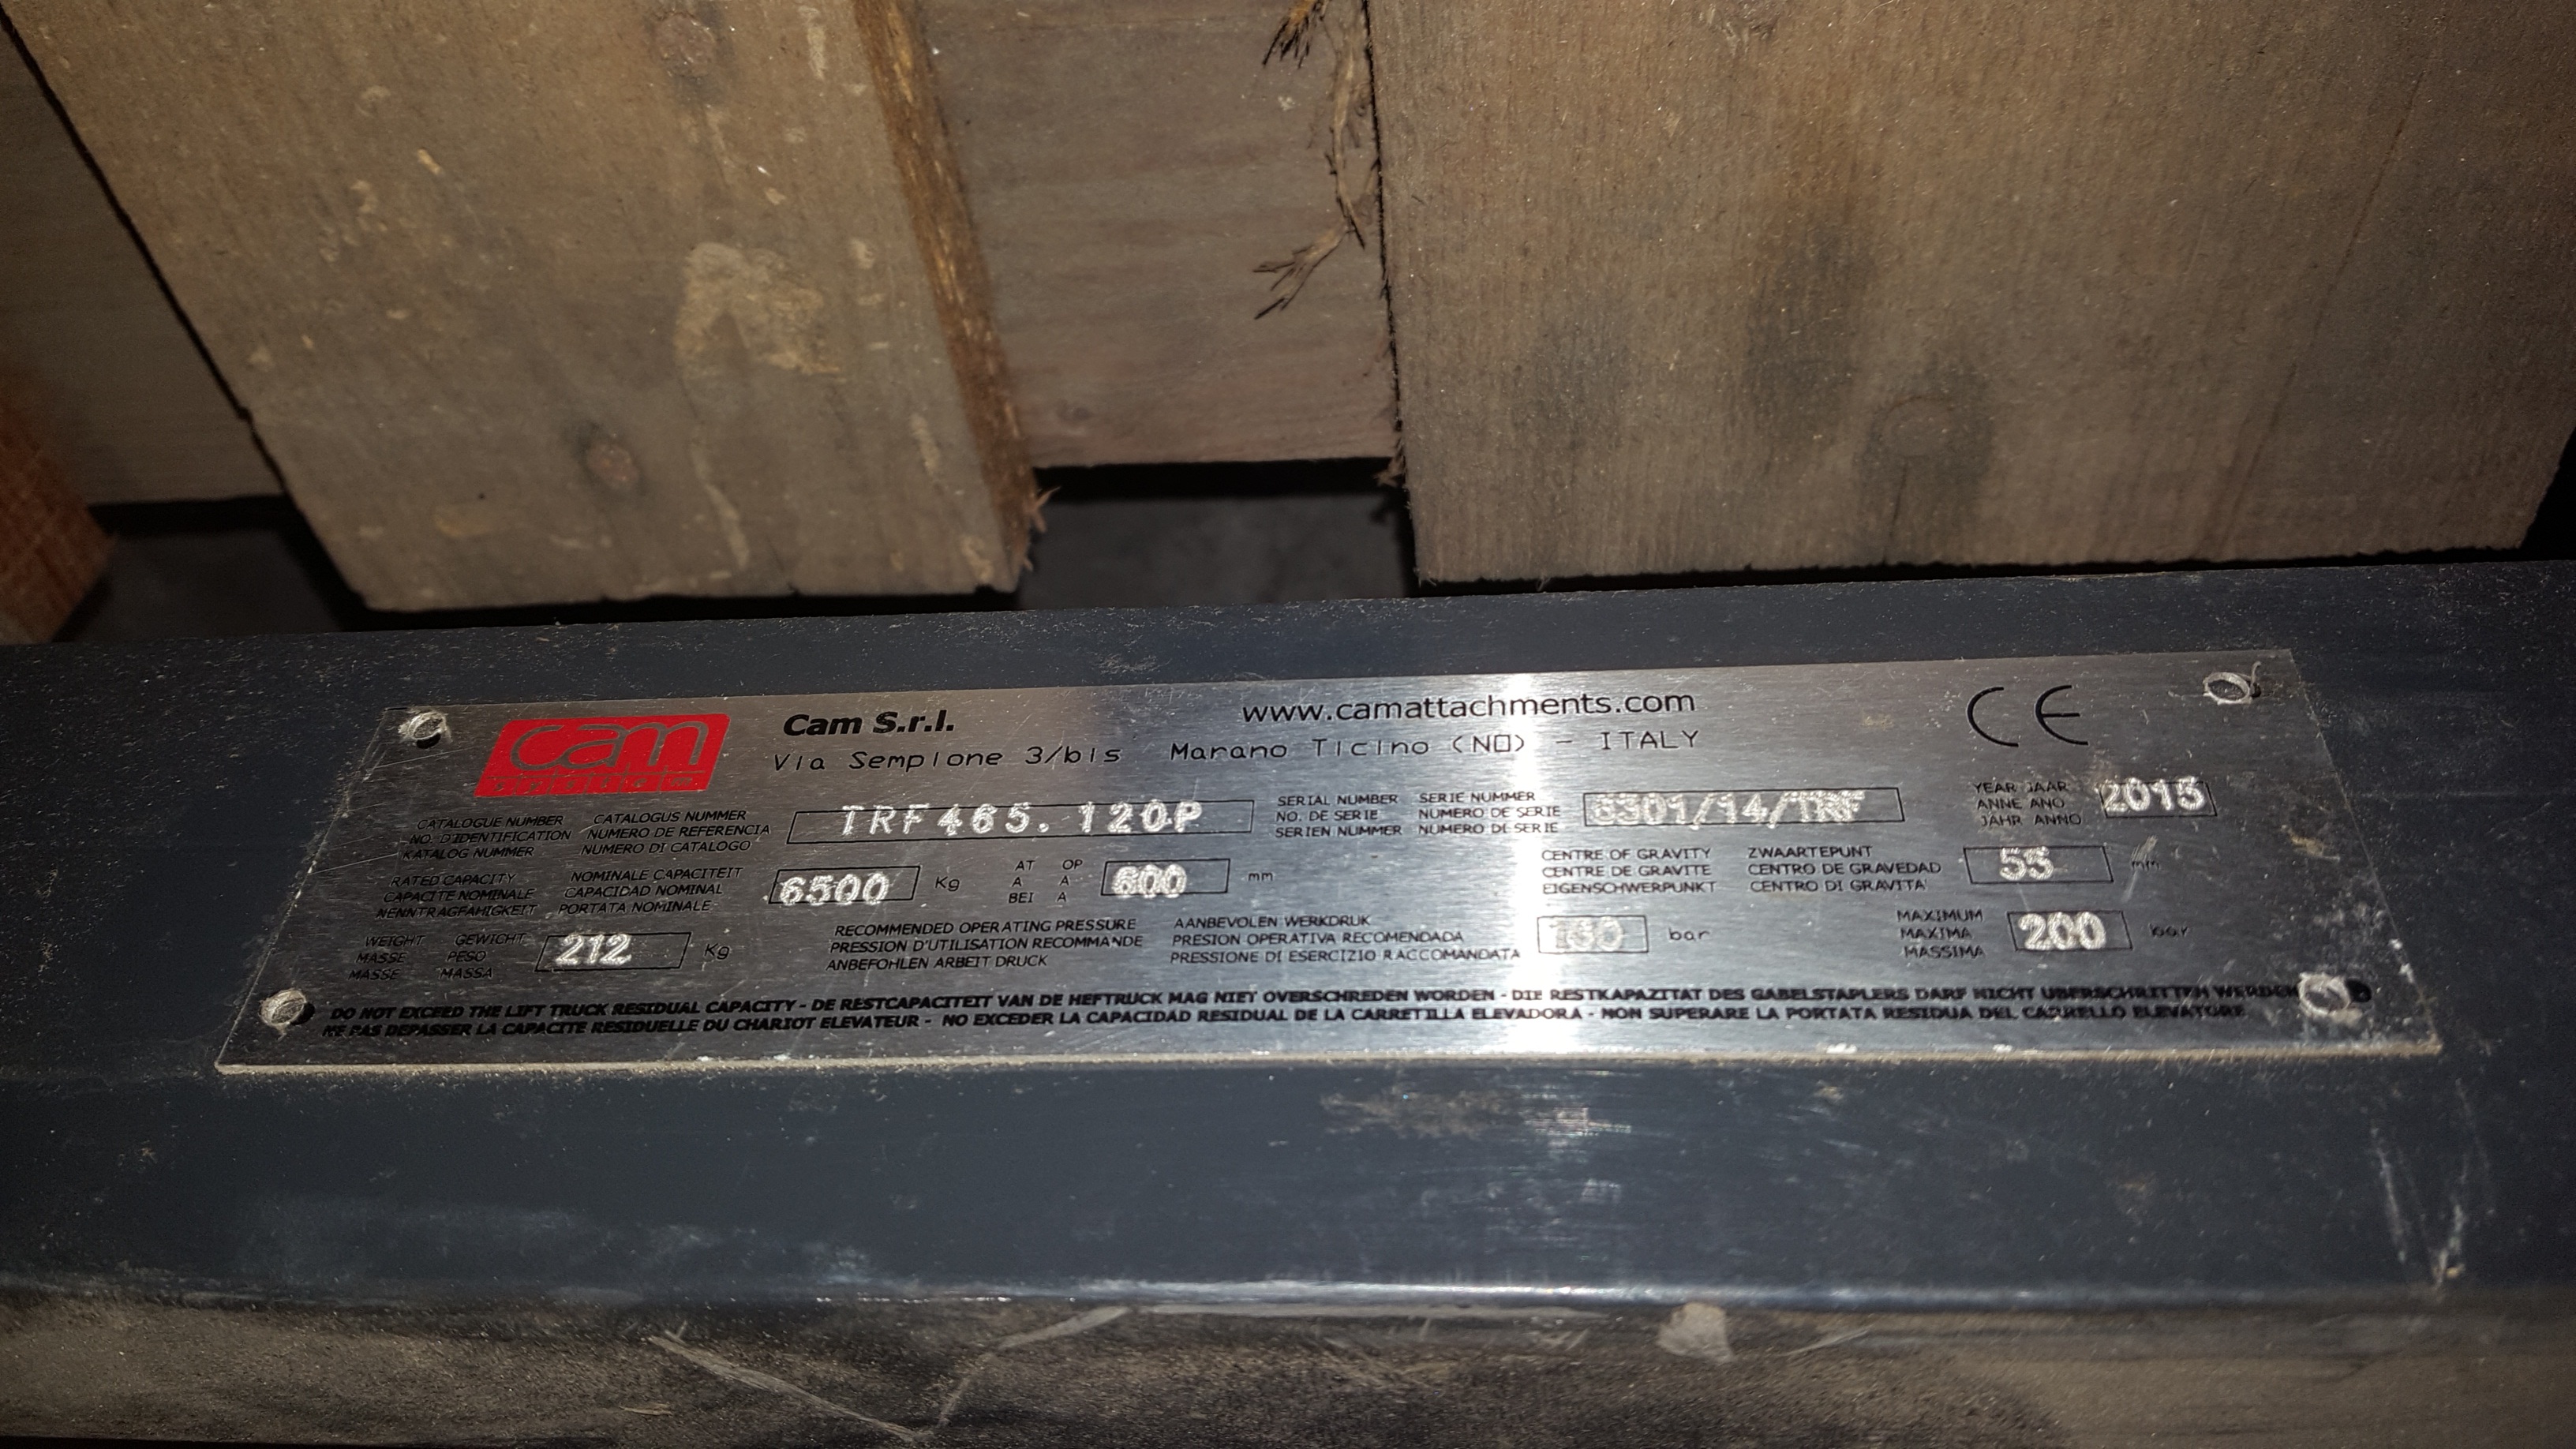 cam
Cam S.r.l.
www.camattachments.com
Via Sempione 3/bis Marano Ticino (NO) - ITALY
CE
CATALOGUE NUMBER CATALOGUS NUMMER
NO. D'IDENTIFICATION NUMERO DE REFERENCIA
KATALOG NUMMER NUMERO DI CATALOGO
TRF465.120P
SERIAL NUMBER SERIE NUMMER
NO. DE SERIE NUMERO DE SERIE
SERIEN NUMMER NUMERO DI SERIE
3301/14/TRF
YEAR JAAR
ANNE ANO
JAHR ANNO
2015
RATED CAPACITY NOMINALE CAPACITEIT
CAPACITE NOMINALE CAPACIDAD NOMINAL
NENNTRAGFAHIGKEIT PORTATA NOMINALE
6500 Kg
AT OP
A A
BEI A
600 mm
CENTRE OF GRAVITY ZWAARTEPUNT
CENTRE DE GRAVITE CENTRO DE GRAVEDAD
EIGENSCHWERPUNKT CENTRO DI GRAVITA'
55 mm
WEIGHT GEWICHT
MASSE PESO
MASSE MASSA
212 Kg
RECOMMENDED OPERATING PRESSURE AANBEVOLEN WERKDRUK
PRESSION D'UTILISATION RECOMMANDE PRESION OPERATIVA RECOMENDADA
ANBEFOHLEN ARBEIT DRUCK PRESSIONE DI ESERCIZIO RACCOMANDATA
bar
MAXIMUM
MAXIMA
MASSIMA
200 bar
DO NOT EXCEED THE LIFT TRUCK RESIDUAL CAPACITY - DE RESTCAPACITEIT VAN DE HEFTRUCK MAG NIET OVERSCHREDEN WORDEN - DIE RESTKAPAZITAT DES GABELSTAPLERS DARF NICHT UBERSCHRITTEN WERDEN
NE PAS DEPASSER LA CAPACITE RESIDUELLE DU CHARIOT ELEVATEUR - NO EXCEDER LA CAPACIDAD RESIDUAL DE LA CARRETILLA ELEVADORA - NON SUPERARE LA PORTATA RESIDUA DEL CARRELLO ELEVATORE